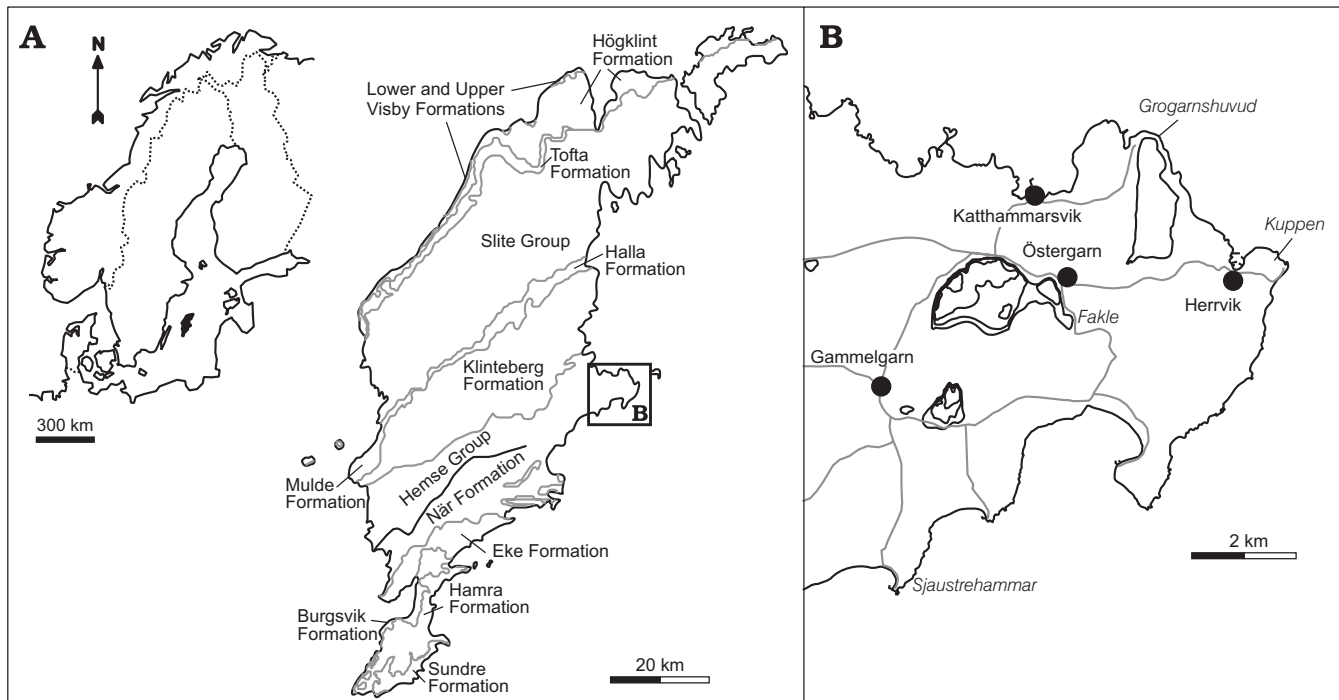 A
N
300 km
Högklint
Formation
Lower and Upper
Visby Formations
Tofta
Formation
Slite Group
Halla
Formation
Klinteberg
Formation
B
Hemse Group
Mulde
Formation
När Formation
Eke Formation
Hamra
Formation
Burgsvik
Formation
Sundre
Formation
20 km
B
Grogarnshuvud
Katthammarsvik
Kuppen
Östergarn
Herrvik
Fakle
Gammelgarn
2 km
Sjaustrehammar